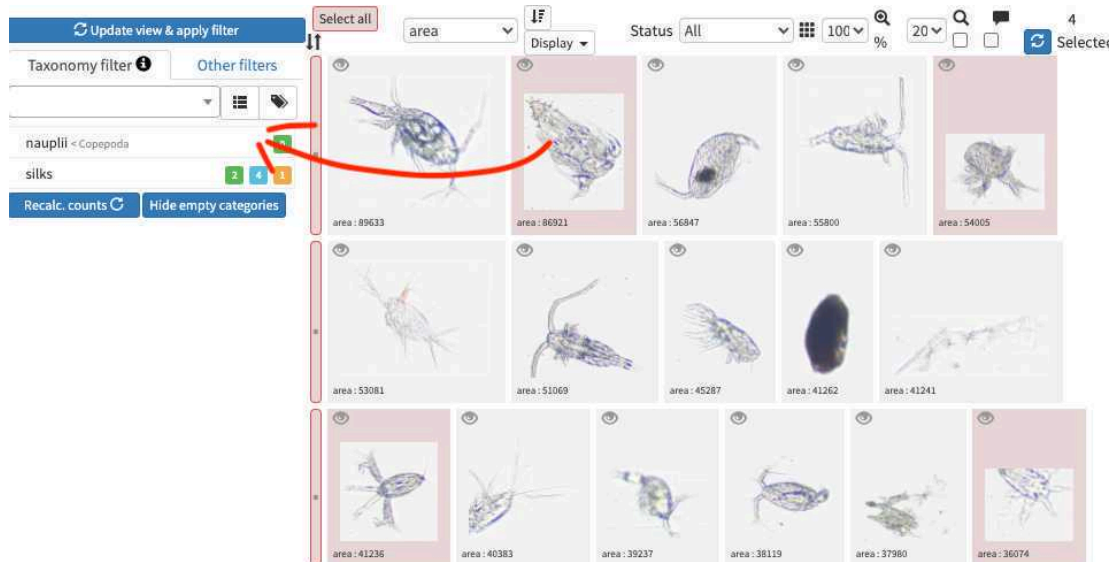 Update view & apply filter
Select all
area
Display
Status All
100
%
20
4
Selected
Taxonomy filter
Other filters
nauplii < Copepoda
silks 2 4 1
Recalc. counts
Hide empty categories
area : 89633
area : 86921
area : 56847
area : 55800
area : 54005
area : 53081
area : 51069
area : 45287
area : 41262
area : 41241
area : 41236
area : 40383
area : 39237
area : 38119
area : 37980
area : 36074